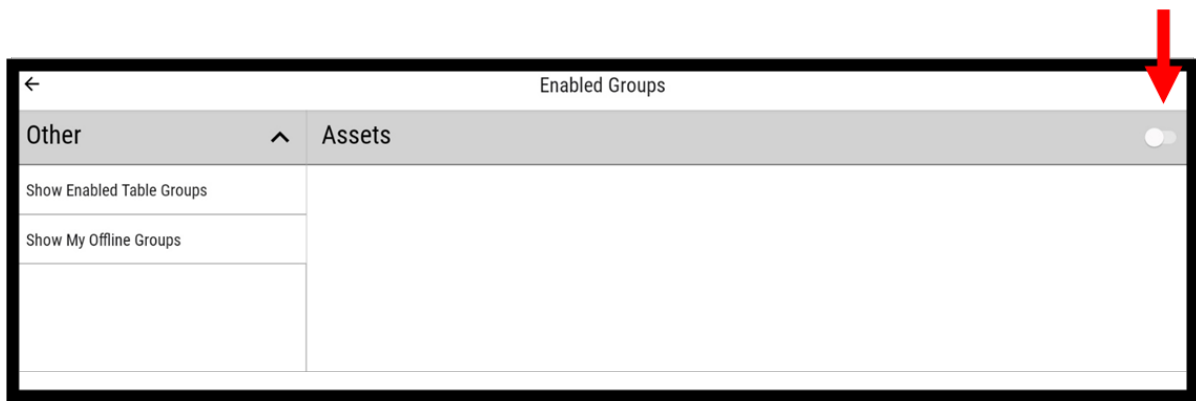 Enabled Groups
Other
Assets
Show Enabled Table Groups
Show My Offline Groups